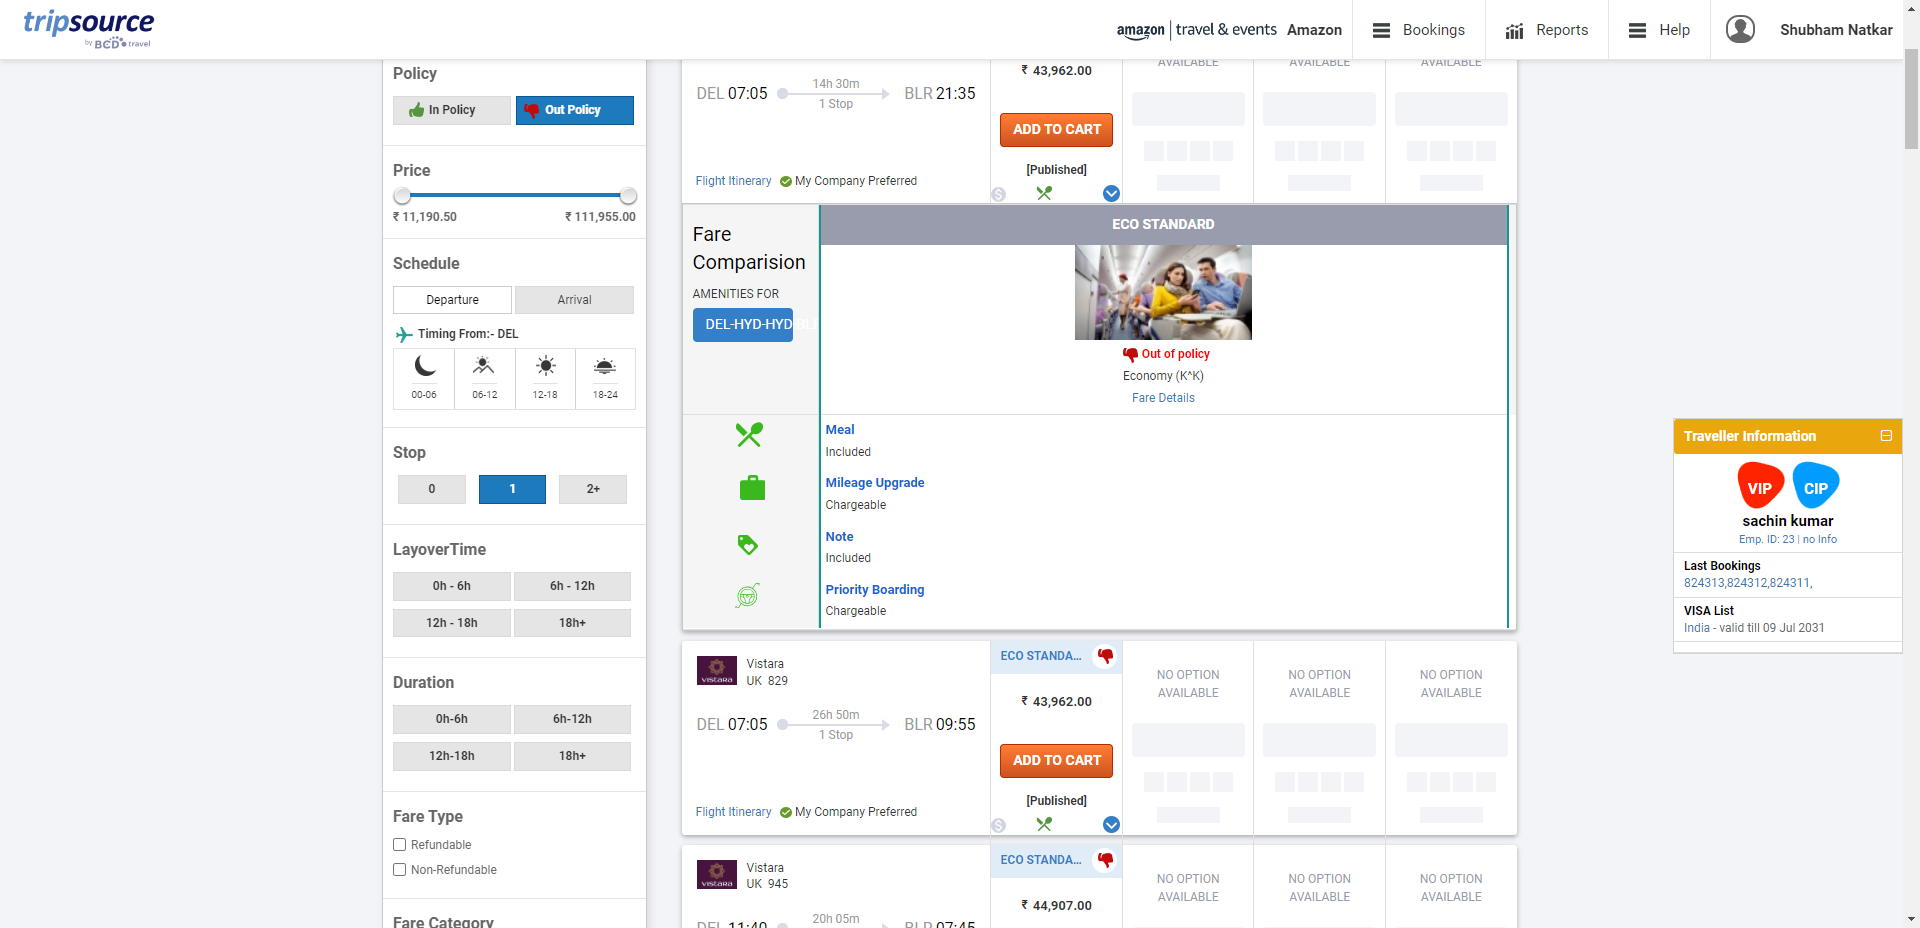 tripsource
by BCD travel
amazon | travel & events Amazon
Bookings
Reports
Help
Shubham Natkar
Policy
In Policy
Out Policy
Price
₹ 11,190.50
₹ 111,955.00
Schedule
Departure
Arrival
Timing From:- DEL
00-06
06-12
12-18
18-24
Stop
0
1
2+
LayoverTime
0h - 6h
6h - 12h
12h - 18h
18h+
Duration
0h-6h
6h-12h
12h-18h
18h+
Fare Type
Refundable
Non-Refundable
Fare Category
DEL 07:05
14h 30m
1 Stop
BLR 21:35
Flight Itinerary
My Company Preferred
₹ 43,962.00
ADD TO CART
[Published]
AVAILABLE
AVAILABLE
AVAILABLE
Fare
Comparision
AMENITIES FOR
DEL-HYD-HYD-BLR
ECO STANDARD
Out of policy
Economy (K^K)
Fare Details
Meal
Included
Mileage Upgrade
Chargeable
Note
Included
Priority Boarding
Chargeable
VISTARA
Vistara
UK 829
DEL 07:05
26h 50m
1 Stop
BLR 09:55
Flight Itinerary
My Company Preferred
ECO STANDA...
₹ 43,962.00
ADD TO CART
[Published]
NO OPTION
AVAILABLE
NO OPTION
AVAILABLE
NO OPTION
AVAILABLE
VISTARA
Vistara
UK 945
DEL 11:40
20h 05m
BLR 07:45
ECO STANDA...
₹ 44,907.00
NO OPTION
AVAILABLE
NO OPTION
AVAILABLE
NO OPTION
AVAILABLE
Traveller Information
VIP
CIP
sachin kumar
Emp. ID: 23 | no Info
Last Bookings
824313,824312,824311,
VISA List
India - valid till 09 Jul 2031